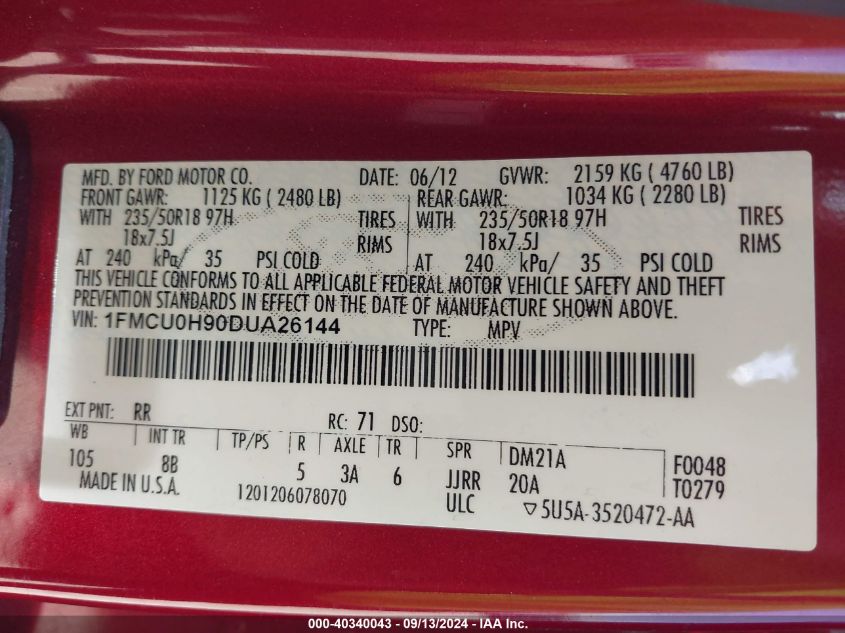 MFD. BY FORD MOTOR CO. DATE: 06/12 GVWR: 2159 KG ( 4760 LB)
FRONT GAWR: 1125 KG ( 2480 LB) REAR GAWR: 1034 KG ( 2280 LB)
WITH 235/50R18 97H TIRES WITH 235/50R18 97H TIRES
18x7.5J RIMS 18x7.5J RIMS
AT 240 kPa/ 35 PSI COLD AT 240 kPa/ 35 PSI COLD
THIS VEHICLE CONFORMS TO ALL APPLICABLE FEDERAL MOTOR VEHICLE SAFETY AND THEFT
PREVENTION STANDARDS IN EFFECT ON THE DATE OF MANUFACTURE SHOWN ABOVE.
VIN: 1FMCU0H90DUA26144 TYPE: MPV
EXT PNT: RR RC: 71 DSO:
WB INT TR TP/PS R AXLE TR SPR DM21A F0048
105 8B 5 3A 6 JJRR 20A T0279
MADE IN U.S.A. 1201206078070 ULC ▽5U5A-3520472-AA
000-40340043 - 09/13/2024 - IAA Inc.